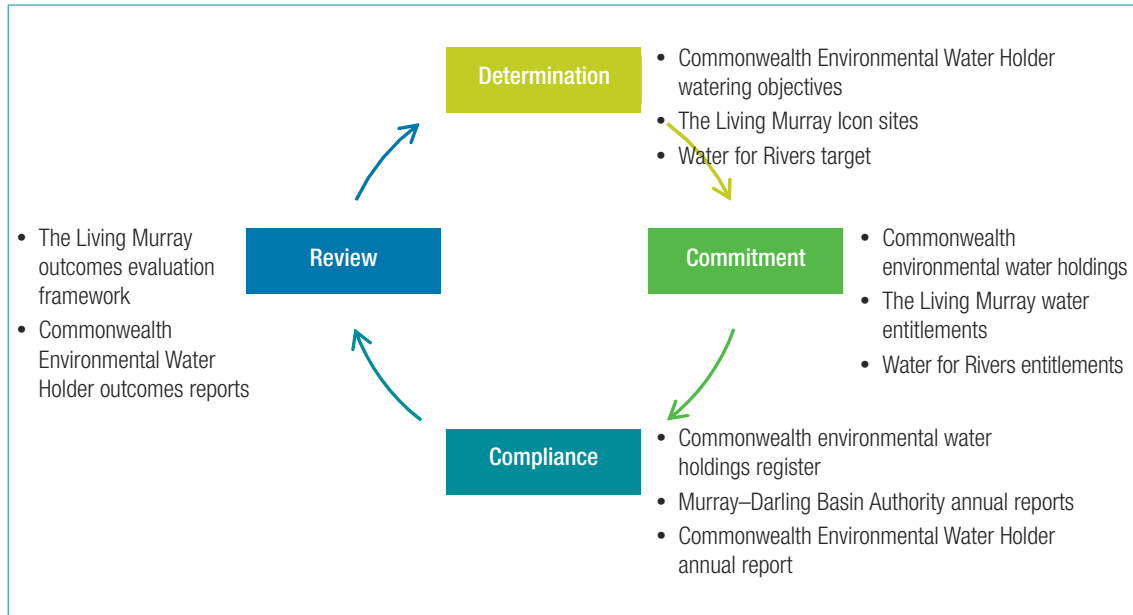 Determination
• Commonwealth Environmental Water Holder
watering objectives
• The Living Murray Icon sites
• Water for Rivers target
Commitment
• Commonwealth
environmental water holdings
• The Living Murray water
entitlements
• Water for Rivers entitlements
Compliance
• Commonwealth environmental water
holdings register
• Murray–Darling Basin Authority annual reports
• Commonwealth Environmental Water Holder
annual report
Review
• The Living Murray
outcomes evaluation
framework
• Commonwealth
Environmental Water
Holder outcomes reports